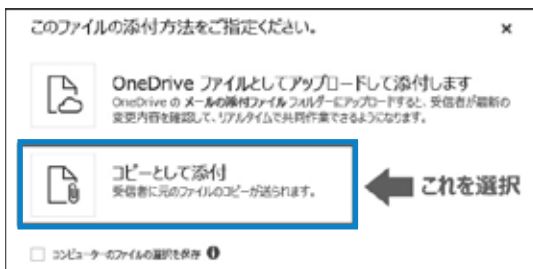 このファイルの添付方法をご指定ください。
×
OneDrive ファイルとしてアップロードして添付します
OneDrive の メールの添付ファイル フォルダーにアップロードすると、受信者が最新の
変更内容を確認して、リアルタイムで共同作業できるようになります。
コピーとして添付
受信者に元のファイルのコピーが送られます。
これを選択
コンピューターのファイルの選択を保存